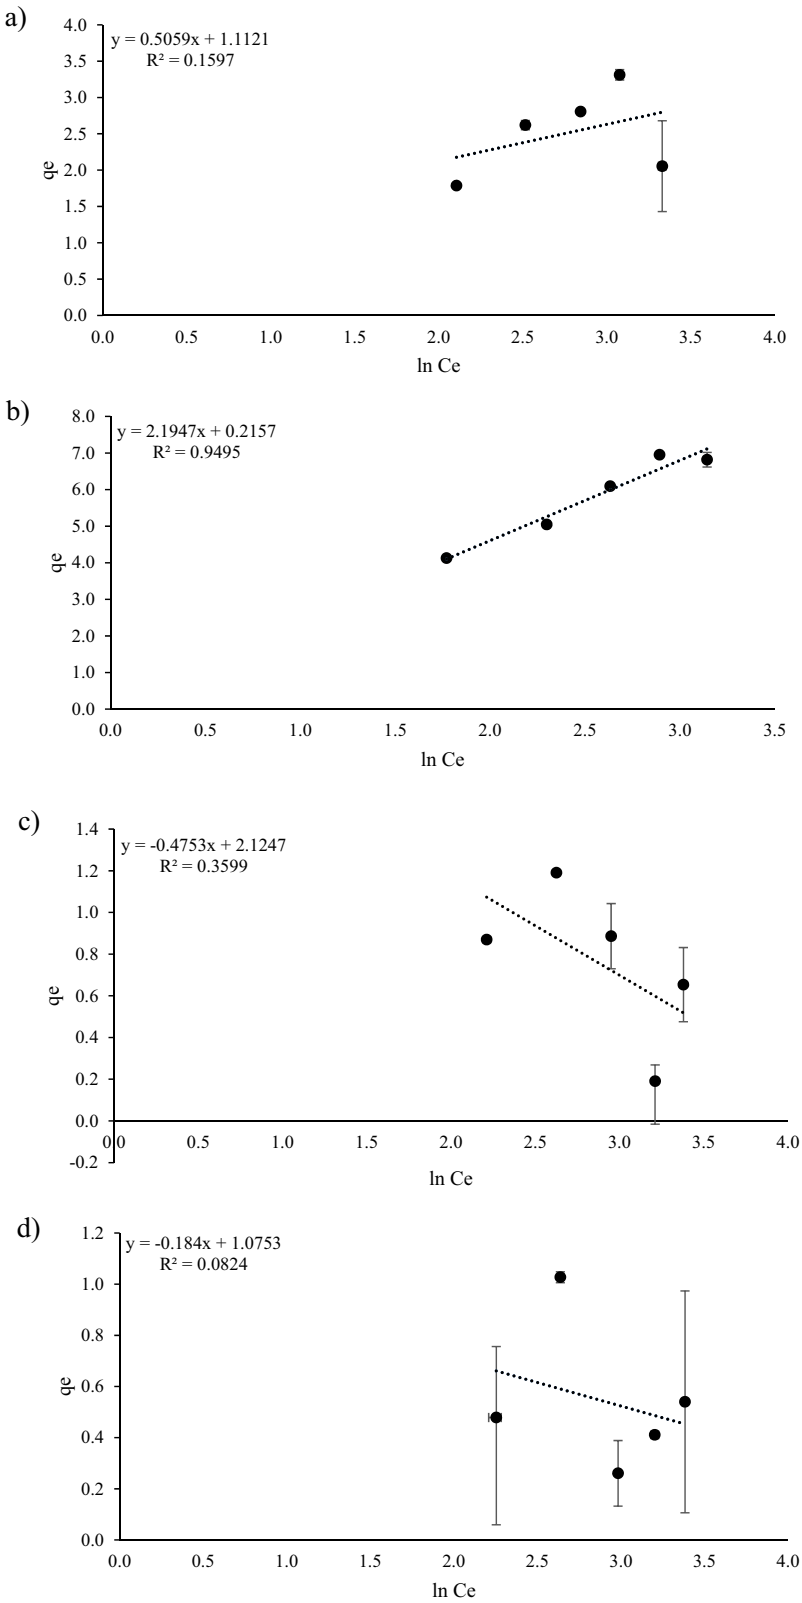 a)
y = 0.5059x + 1.1121
R² = 0.1597
4.0
3.5
3.0
2.5
2.0
1.5
1.0
0.5
0.0
qe
0.0 0.5 1.0 1.5 2.0 2.5 3.0 3.5 4.0
ln Ce
b)
y = 2.1947x + 0.2157
R² = 0.9495
8.0
7.0
6.0
5.0
4.0
3.0
2.0
1.0
0.0
qe
0.0 0.5 1.0 1.5 2.0 2.5 3.0 3.5
ln Ce
c)
y = -0.4753x + 2.1247
R² = 0.3599
1.4
1.2
1.0
0.8
0.6
0.4
0.2
0.0
-0.2
qe
0.0 0.5 1.0 1.5 2.0 2.5 3.0 3.5 4.0
ln Ce
d)
y = -0.184x + 1.0753
R² = 0.0824
1.2
1.0
0.8
0.6
0.4
0.2
0.0
qe
0.0 0.5 1.0 1.5 2.0 2.5 3.0 3.5 4.0
ln Ce